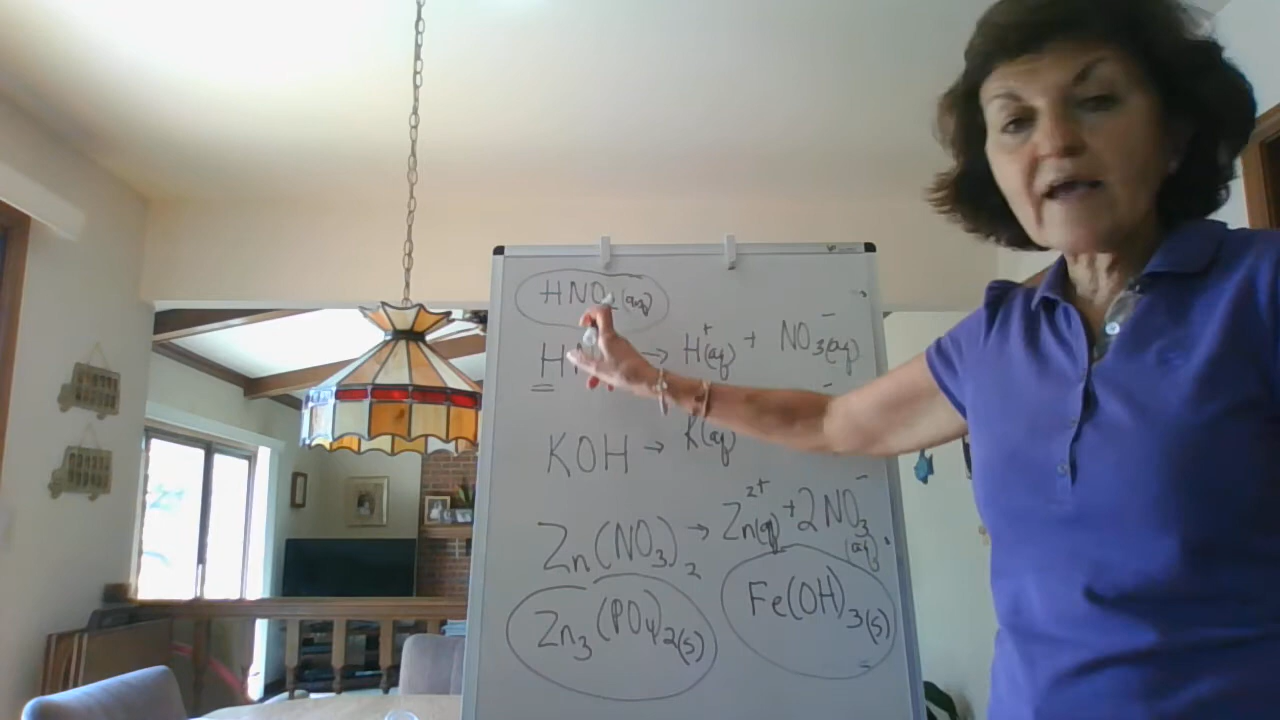 HNO₂(aq)
H → H⁺(aq) + NO₃⁻(aq)
KOH → K(aq) –
Zn(NO₃)₂ → Zn²⁺(aq) + 2NO₃⁻(aq)
Zn₃(PO₄)₂(s) Fe(OH)₃(s)